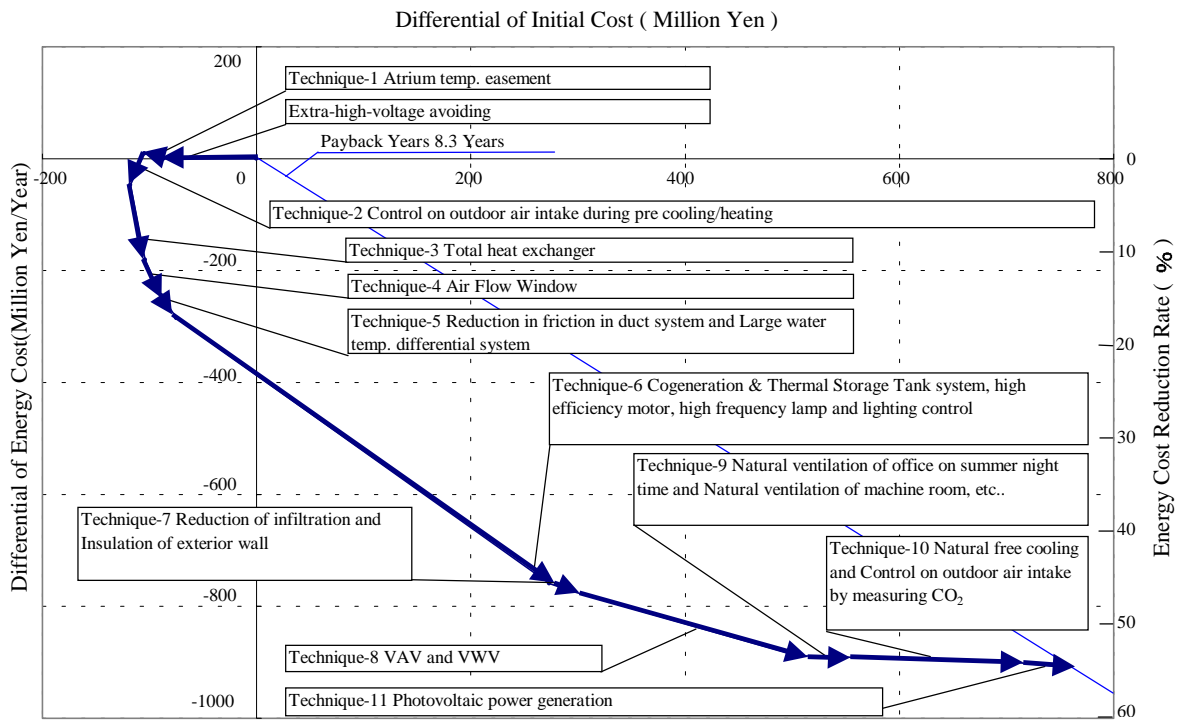 Differential of Initial Cost ( Million Yen )
200
Technique-1 Atrium temp. easement
Extra-high-voltage avoiding
Payback Years 8.3 Years
-200
0
200
400
600
800
0
Technique-2 Control on outdoor air intake during pre cooling/heating
Technique-3 Total heat exchanger
-200
10
Technique-4 Air Flow Window
Technique-5 Reduction in friction in duct system and Large water
temp. differential system
20
-400
Technique-6 Cogeneration & Thermal Storage Tank system, high
efficiency motor, high frequency lamp and lighting control
30
Technique-9 Natural ventilation of office on summer night
time and Natural ventilation of machine room, etc..
-600
Technique-7 Reduction of infiltration and
Insulation of exterior wall
40
Technique-10 Natural free cooling
and Control on outdoor air intake
by measuring CO₂
-800
50
Technique-8 VAV and VWV
Technique-11 Photovoltaic power generation
-1000
60
Differential of Energy Cost(Million Yen/Year)
Energy Cost Reduction Rate ( % )